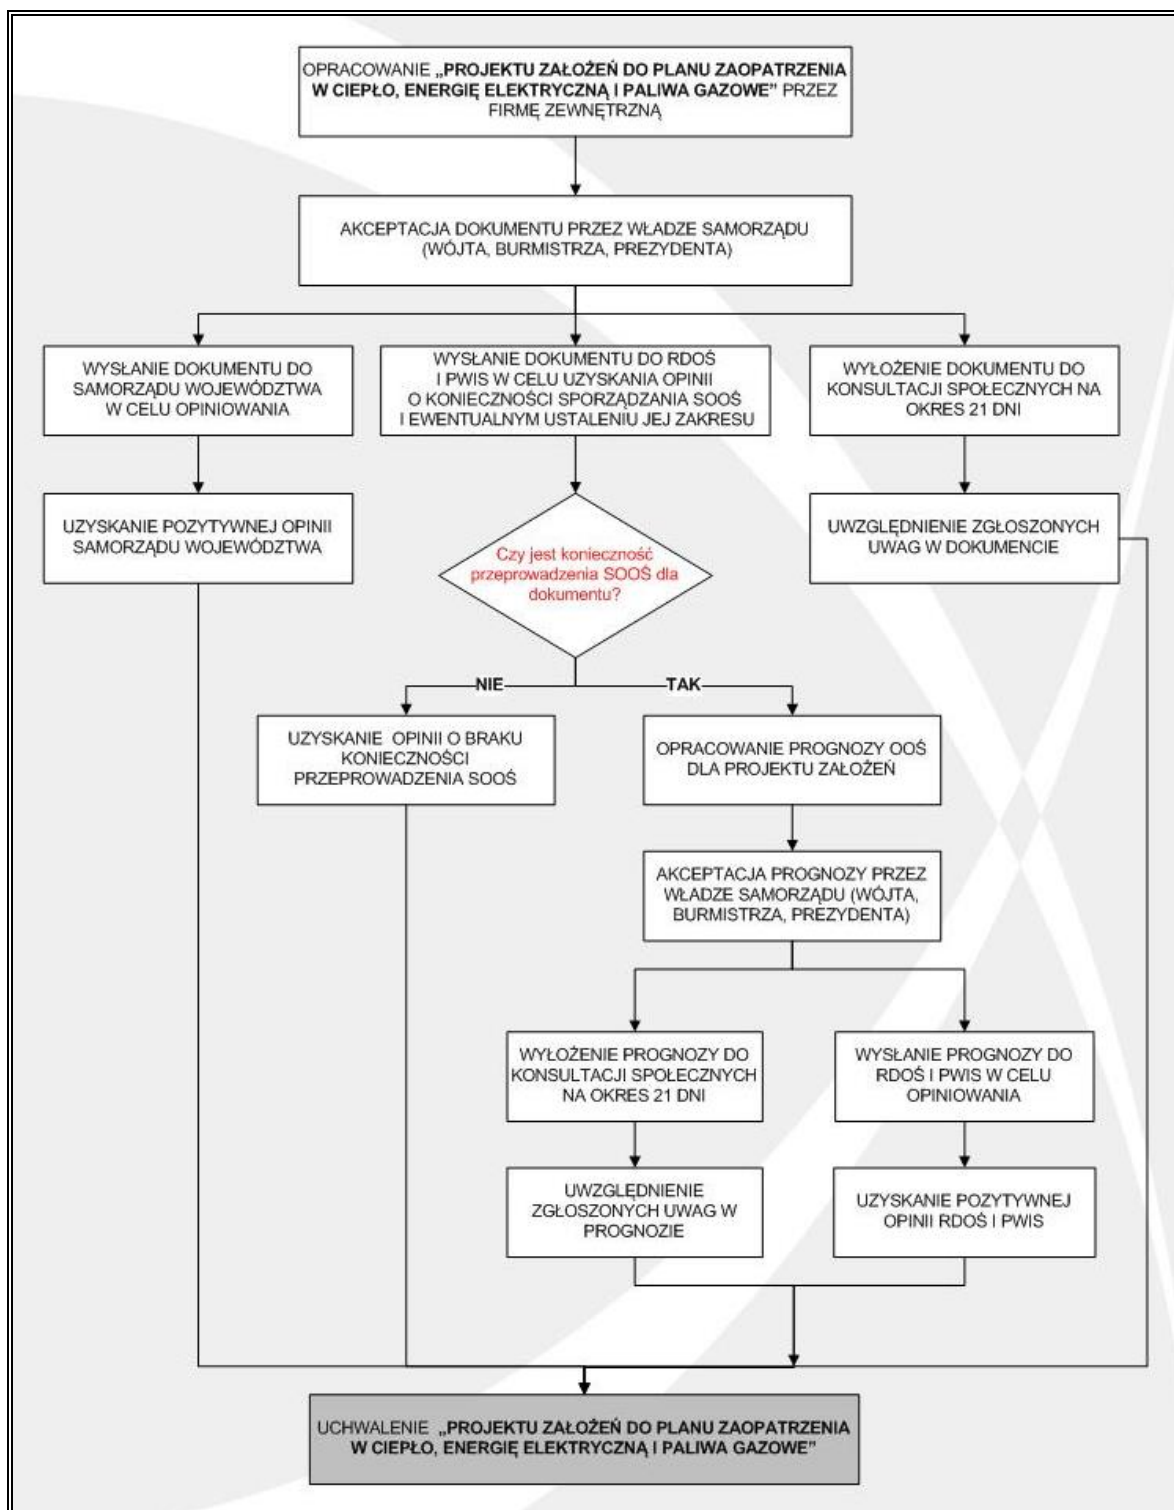 OPRACOWANIE „PROJEKTU ZAŁOŻEŃ DO PLANU ZAOPATRZENIA
W CIEPŁO, ENERGIĘ ELEKTRYCZNĄ I PALIWA GAZOWE” PRZEZ
FIRMĘ ZEWNĘTRZNĄ
AKCEPTACJA DOKUMENTU PRZEZ WŁADZE SAMORZĄDU
(WÓJTA, BURMISTRZA, PREZYDENTA)
WYSŁANIE DOKUMENTU DO
SAMORZĄDU WOJEWÓDZTWA
W CELU OPINIOWANIA
WYSŁANIE DOKUMENTU DO RDOŚ
I PWIS W CELU UZYSKANIA OPINII
O KONIECZNOŚCI SPORZĄDZANIA SOOŚ
I EWENTUALNYM USTALENIU JEJ ZAKRESU
WYŁOŻENIE DOKUMENTU DO
KONSULTACJI SPOŁECZNYCH NA
OKRES 21 DNI
UZYSKANIE POZYTYWNEJ OPINII
SAMORZĄDU WOJEWÓDZTWA
Czy jest konieczność
przeprowadzenia SOOŚ dla
dokumentu?
UWZGLĘDNIENIE ZGŁOSZONYCH
UWAG W DOKUMENCIE
NIE
TAK
UZYSKANIE OPINII O BRAKU
KONIECZNOŚCI
PRZEPROWADZENIA SOOŚ
OPRACOWANIE PROGNOZY OOŚ
DLA PROJEKTU ZAŁOŻEŃ
AKCEPTACJA PROGNOZY PRZEZ
WŁADZE SAMORZĄDU (WÓJTA,
BURMISTRZA, PREZYDENTA)
WYŁOŻENIE PROGNOZY DO
KONSULTACJI SPOŁECZNYCH
NA OKRES 21 DNI
WYSŁANIE PROGNOZY DO
RDOŚ I PWIS W CELU
OPINIOWANIA
UWZGLĘDNIENIE
ZGŁOSZONYCH UWAG W
PROGNOZIE
UZYSKANIE POZYTYWNEJ
OPINII RDOŚ I PWIS
UCHWALENIE „PROJEKTU ZAŁOŻEŃ DO PLANU ZAOPATRZENIA
W CIEPŁO, ENERGIĘ ELEKTRYCZNĄ I PALIWA GAZOWE”